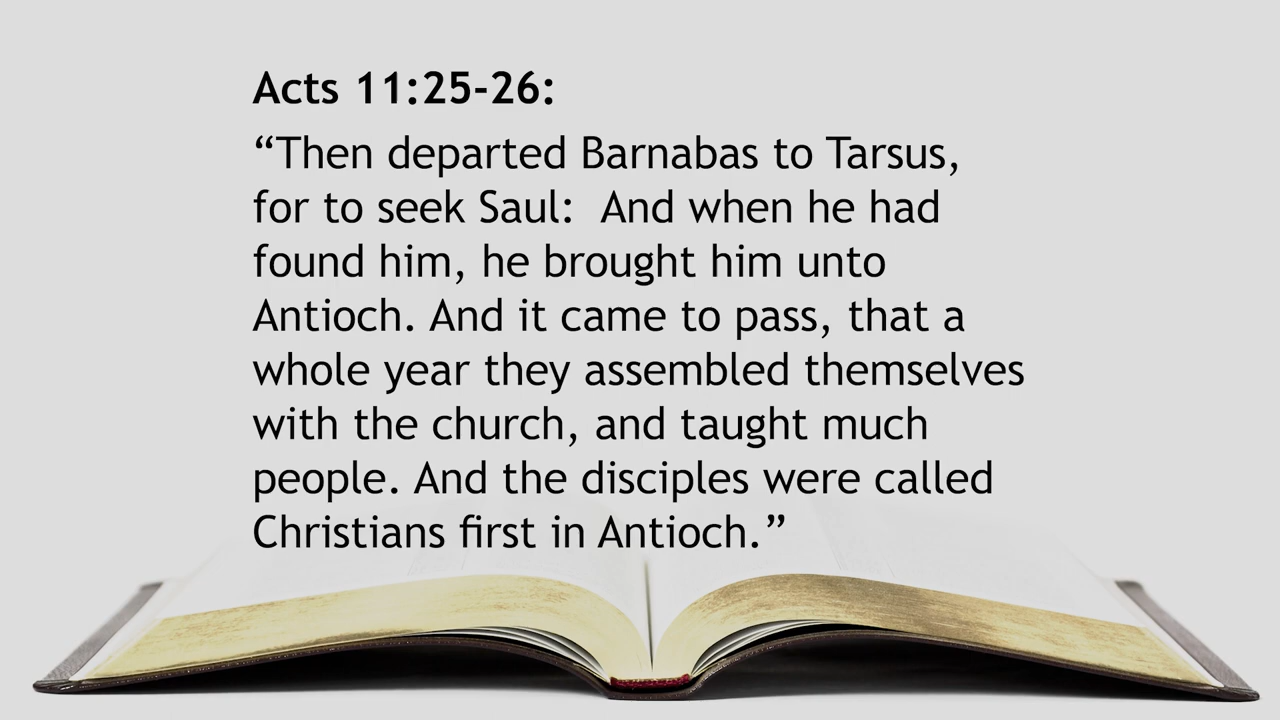 Acts 11:25-26:
“Then departed Barnabas to Tarsus,
for to seek Saul:  And when he had
found him, he brought him unto
Antioch. And it came to pass, that a
whole year they assembled themselves
with the church, and taught much
people. And the disciples were called
Christians first in Antioch.”